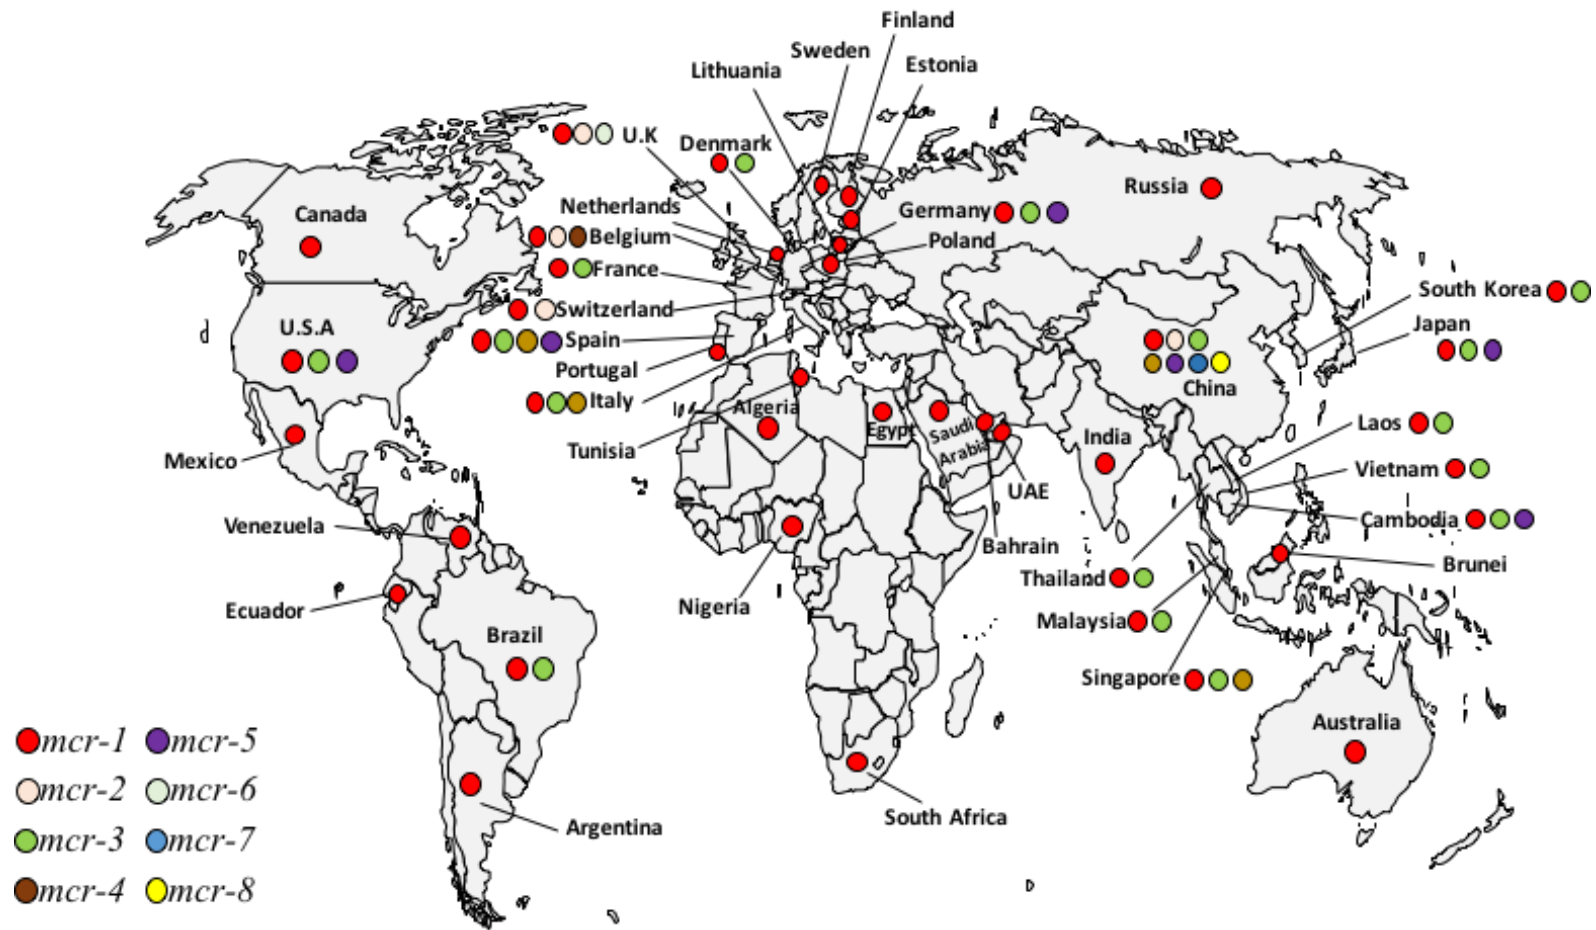 Finland
Sweden
Lithuania
Estonia
U.K
Denmark
Russia
Canada
Netherlands
Germany
Belgium
Poland
France
South Korea
Switzerland
U.S.A
Japan
Spain
Portugal
China
Italy
Algeria
Egypt
Saudi
Arabia
Laos
Tunisia
India
Mexico
Vietnam
UAE
Venezuela
Cambodia
Bahrain
Brunei
Thailand
Nigeria
Ecuador
Malaysia
Brazil
Singapore
Australia
mcr-1 mcr-5
mcr-2 mcr-6
South Africa
Argentina
mcr-3 mcr-7
mcr-4 mcr-8